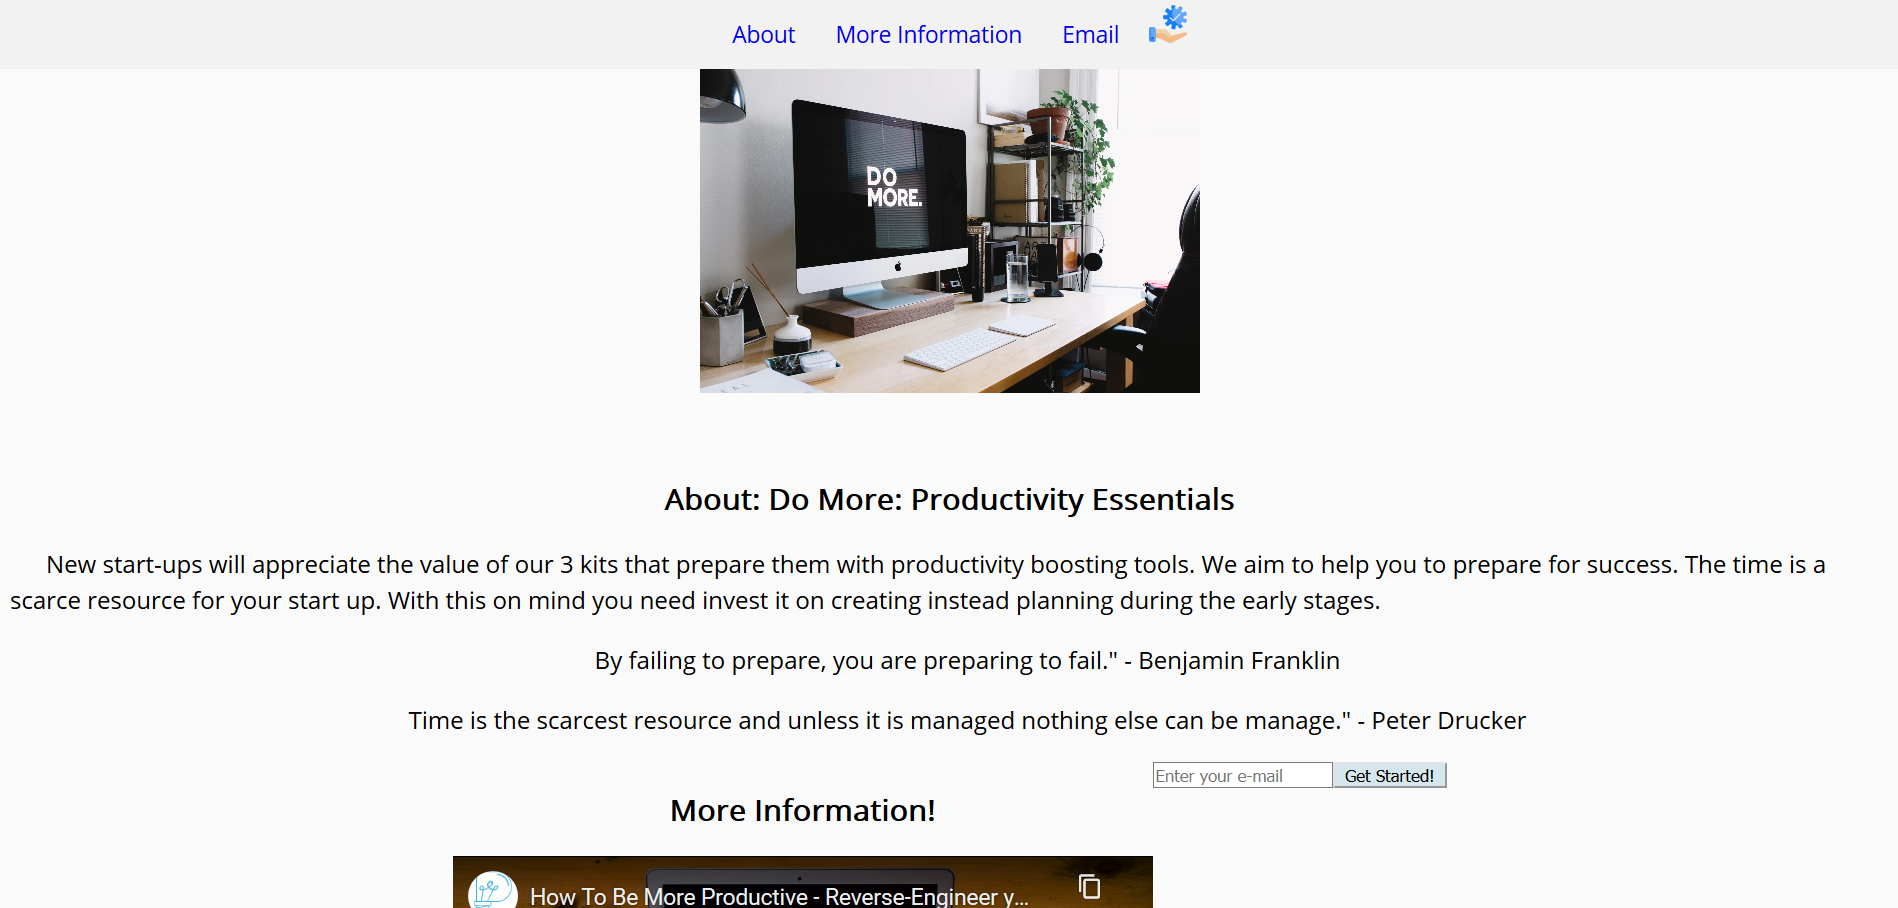 About More Information Email
DO
MORE.
About: Do More: Productivity Essentials
New start-ups will appreciate the value of our 3 kits that prepare them with productivity boosting tools. We aim to help you to prepare for success. The time is a
scarce resource for your start up. With this on mind you need invest it on creating instead planning during the early stages.
By failing to prepare, you are preparing to fail." - Benjamin Franklin
Time is the scarcest resource and unless it is managed nothing else can be manage." - Peter Drucker
Enter your e-mail Get Started!
More Information!
How To Be More Productive - Reverse-Engineer y...